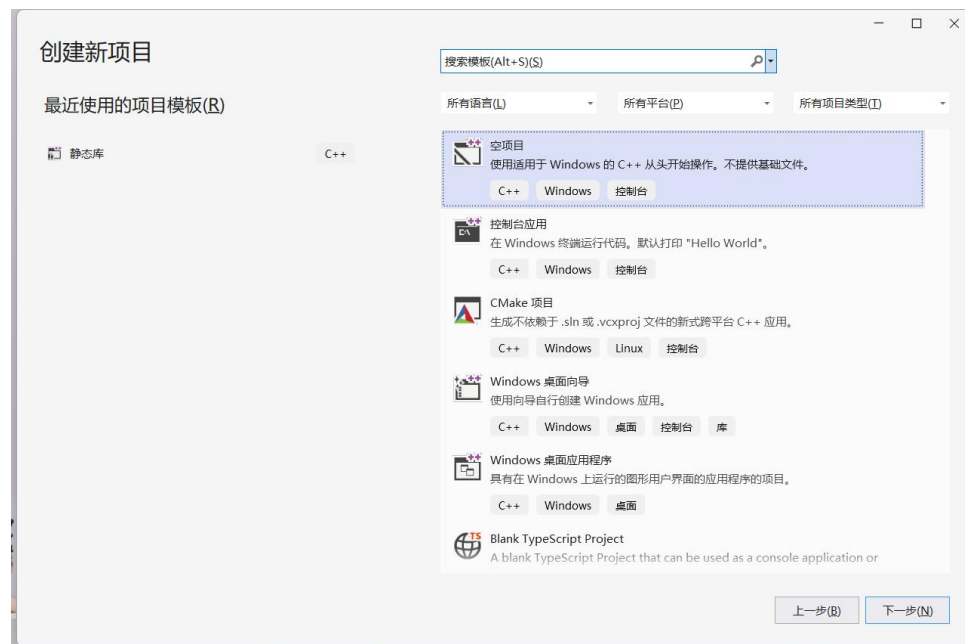 创建新项目
搜索模板(Alt+S)(S)
最近使用的项目模板(R)
所有语言(L)
所有平台(P)
所有项目类型(T)
静态库
C++
空项目
使用适用于 Windows 的 C++ 从头开始操作。不提供基础文件。
C++ Windows 控制台
控制台应用
在 Windows 终端运行代码。默认打印 "Hello World"。
C++ Windows 控制台
CMake 项目
生成不依赖于 .sln 或 .vcxproj 文件的新式跨平台 C++ 应用。
C++ Windows Linux 控制台
Windows 桌面向导
使用向导自行创建 Windows 应用。
C++ Windows 桌面 控制台 库
Windows 桌面应用程序
具有在 Windows 上运行的图形用户界面的应用程序的项目。
C++ Windows 桌面
Blank TypeScript Project
A blank TypeScript Project that can be used as a console application or
上一步(B)
下一步(N)